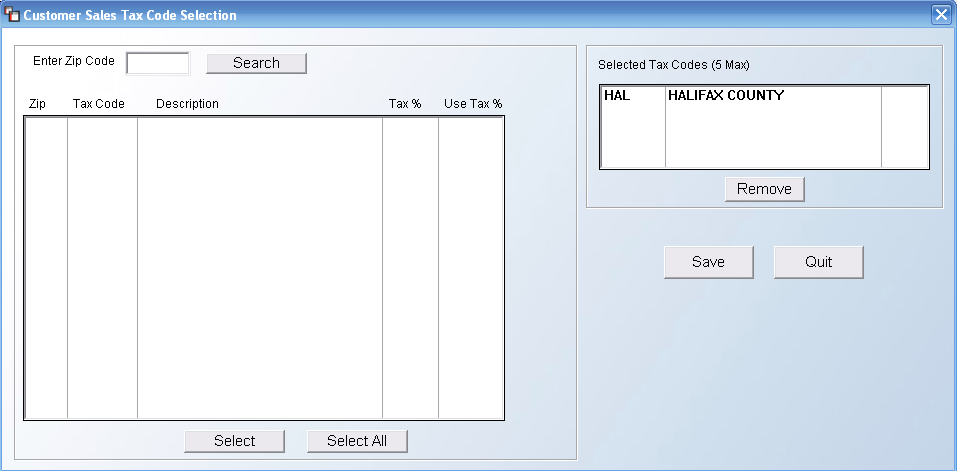 Customer Sales Tax Code Selection
Enter Zip Code Search
Zip Tax Code Description Tax % Use Tax %
Select Select All
Selected Tax Codes (5 Max)
HAL HALIFAX COUNTY
Remove
Save Quit